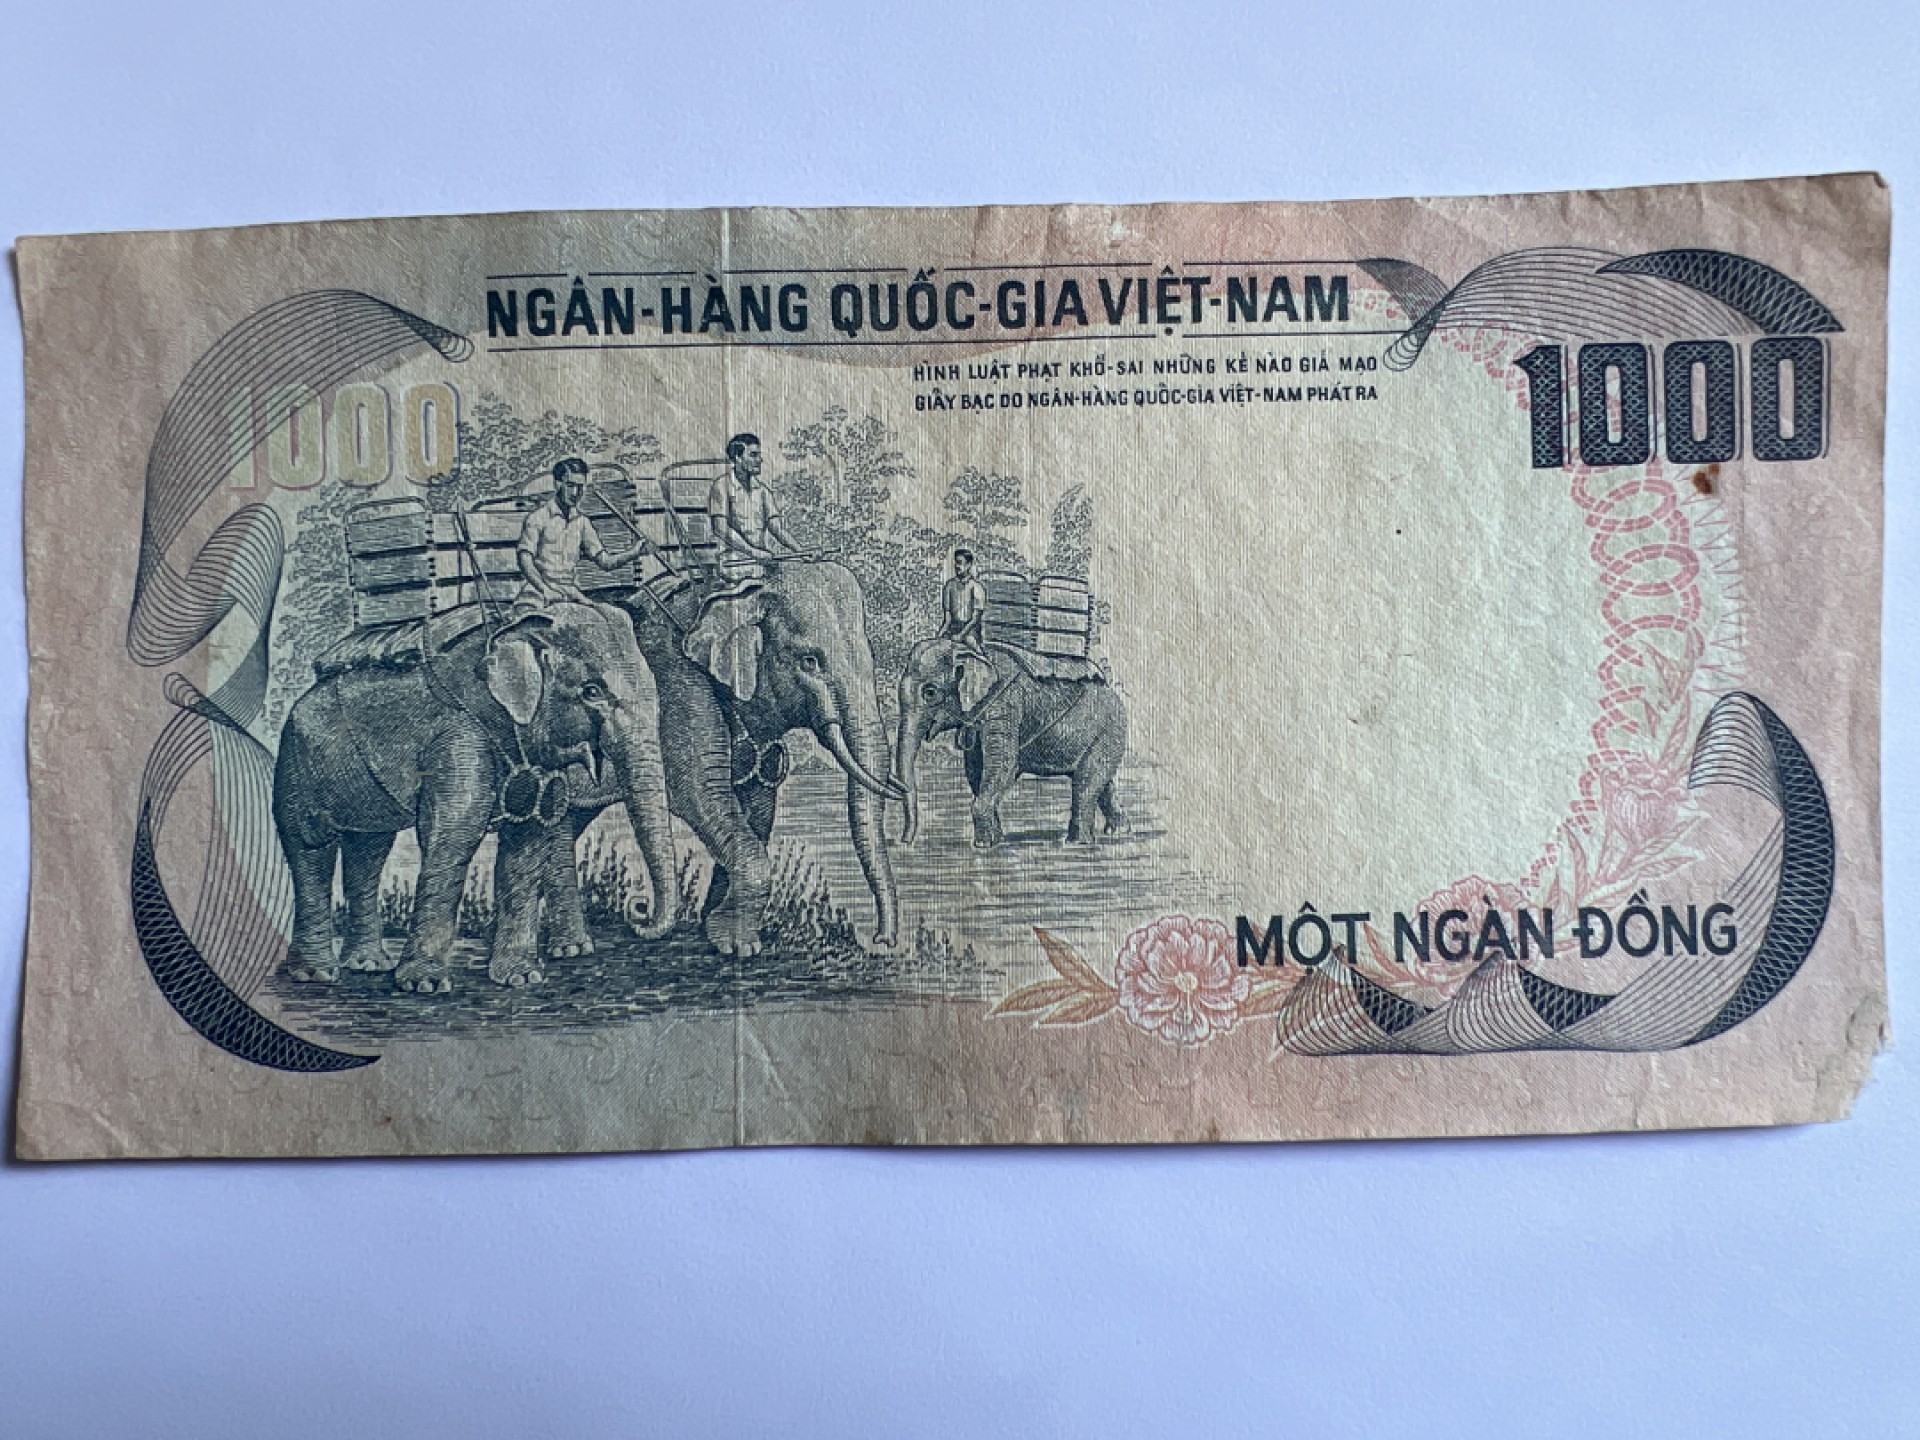 NGÂN-HÀNG QUỐC-GIA VIỆT-NAM
HÌNH LUẬT PHẠT KHỔ-SAI NHỮNG KẺ NÀO GIẢ MẠO
GIẤY BẠC DO NGÂN-HÀNG QUỐC-GIA VIỆT-NAM PHÁT RA
1000
1000
MỘT NGÀN ĐỒNG